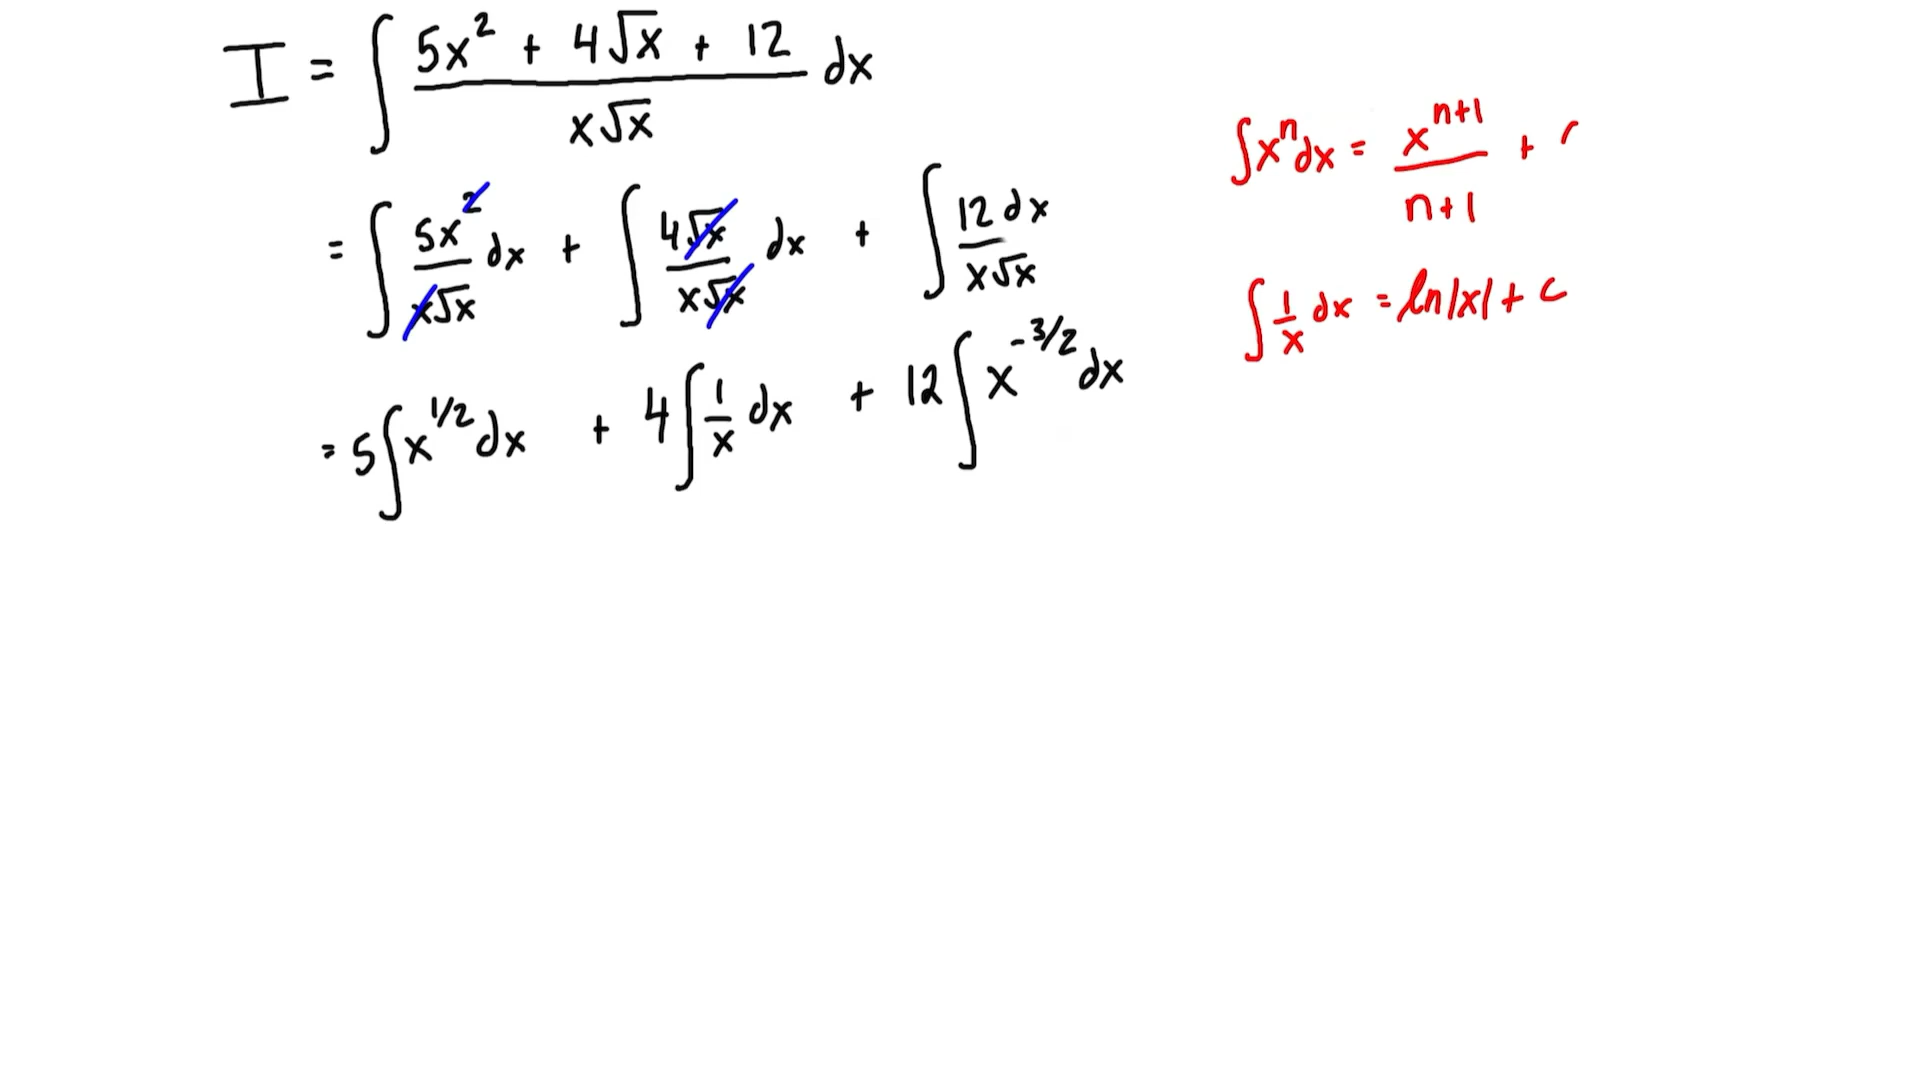 I = ∫ (5x² + 4√x + 12)/(x√x) dx
= ∫ 5x²/(x√x) dx + ∫ 4√x/(x√x) dx + ∫ 12 dx/(x√x)
= 5∫x^(1/2) dx + 4∫ 1/x dx + 12∫ x^(-3/2) dx
∫xⁿdx = x^(n+1)/(n+1) +
∫ 1/x dx = ln|x| + c